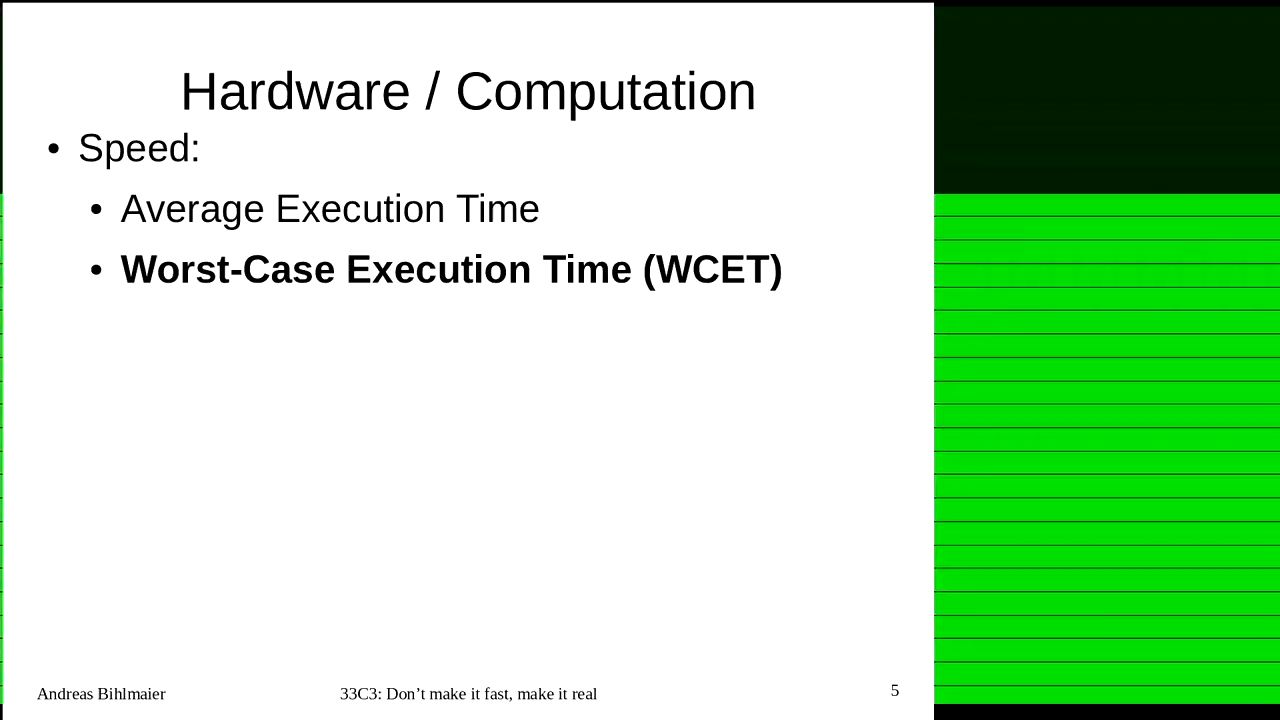 Hardware / Computation
• Speed:
• Average Execution Time
• Worst-Case Execution Time (WCET)
Andreas Bihlmaier
33C3: Don’t make it fast, make it real
5